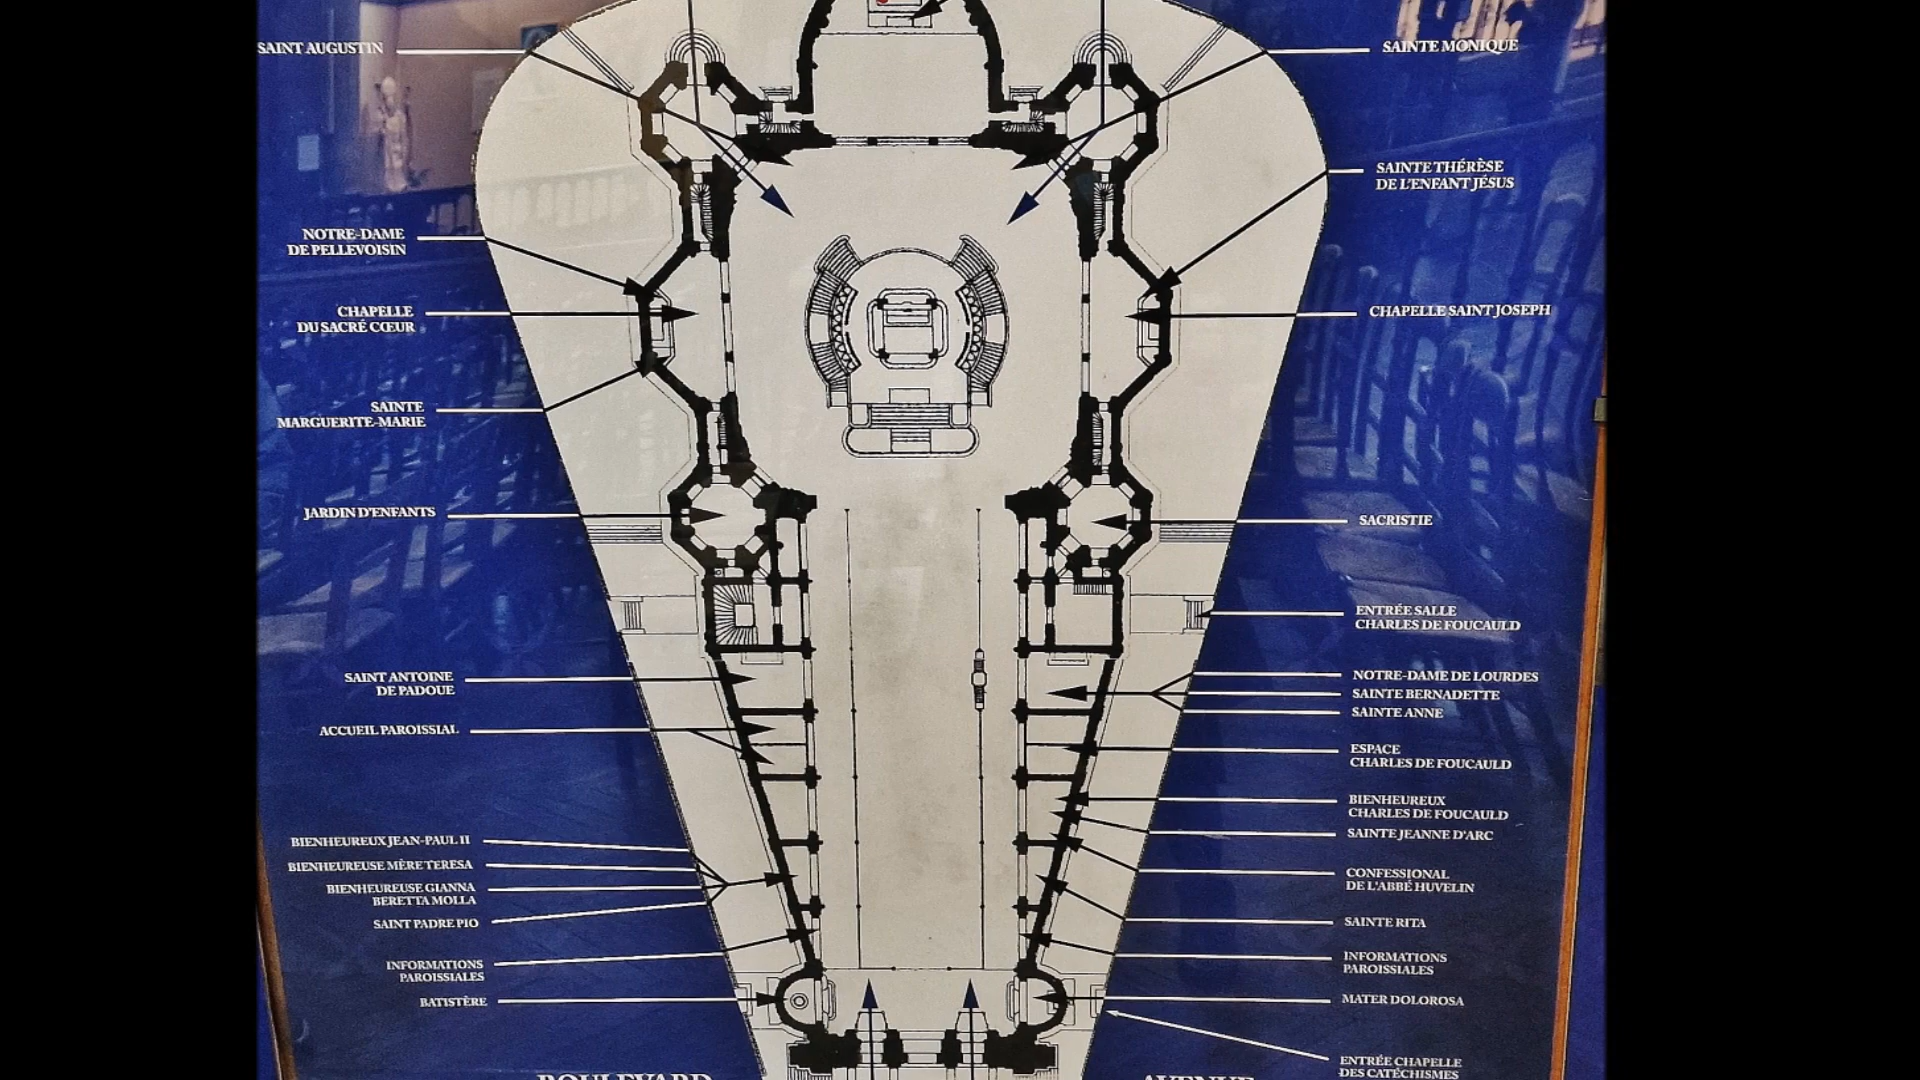 SAINT AUGUSTIN
NOTRE-DAME
DE PELLEVOISIN
CHAPELLE
DU SACRÉ CŒUR
SAINTE
MARGUERITE-MARIE
JARDIN D'ENFANTS
SAINT ANTOINE
DE PADOUE
ACCUEIL PAROISSIAL
BIENHEUREUX JEAN-PAUL II
BIENHEUREUSE MÈRE TERESA
BIENHEUREUSE GIANNA
BERETTA MOLLA
SAINT PADRE PIO
INFORMATIONS
PAROISSIALES
BATISTÈRE
SAINTE MONIQUE
SAINTE THÉRÈSE
DE L'ENFANT JÉSUS
CHAPELLE SAINT JOSEPH
SACRISTIE
ENTRÉE SALLE
CHARLES DE FOUCAULD
NOTRE-DAME DE LOURDES
SAINTE BERNADETTE
SAINTE ANNE
ESPACE
CHARLES DE FOUCAULD
BIENHEUREUX
CHARLES DE FOUCAULD
SAINTE JEANNE D'ARC
CONFESSIONAL
DE L'ABBÉ HUVELIN
SAINTE RITA
INFORMATIONS
PAROISSIALES
MATER DOLOROSA
ENTRÉE CHAPELLE
DES CATÉCHISMES
BOULEVARD
AVENUE